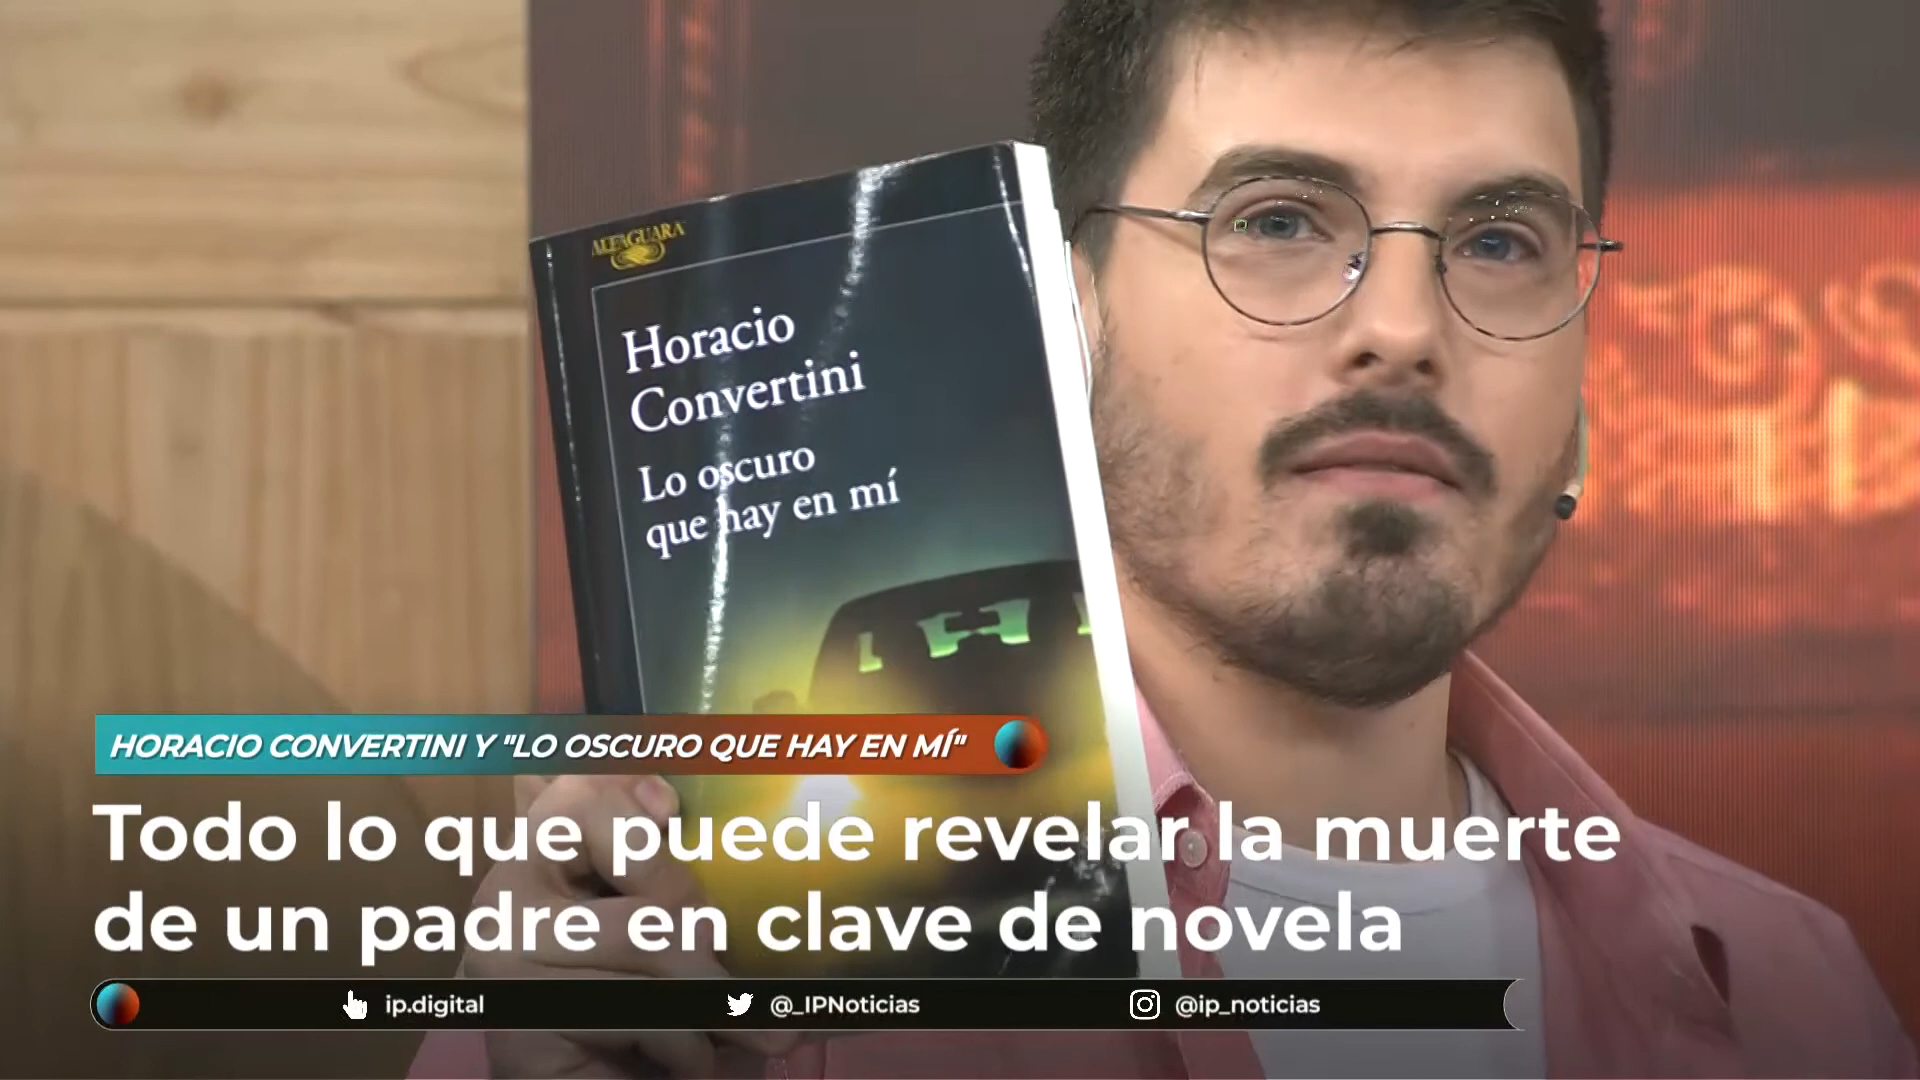 ALFAGUARA
Horacio
Convertini
Lo oscuro
que hay en mí
HORACIO CONVERTINI Y "LO OSCURO QUE HAY EN MÍ"
Todo lo que puede revelar la muerte
de un padre en clave de novela
ip.digital
@_IPNoticias
@ip_noticias